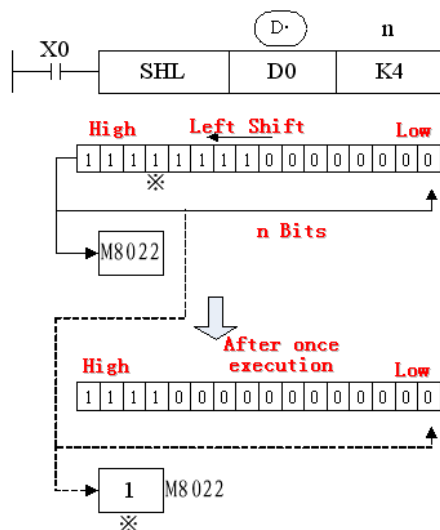 D· n
X0
SHL D0 K4
High Left Shift Low
1 1 1 1 1 1 1 1 0 0 0 0 0 0 0 0
※
n Bits
M8022
After once
execution
High Low
1 1 1 1 0 0 0 0 0 0 0 0 0 0 0 0
1 M8022
※